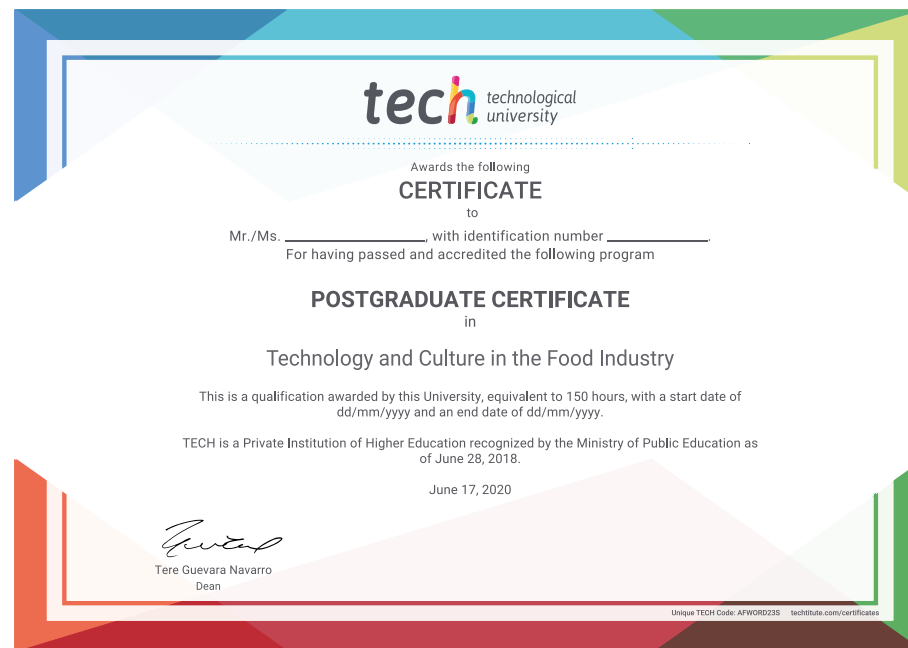 tech technological
university
Awards the following
CERTIFICATE
to
Mr./Ms. ____________, with identification number _________.
For having passed and accredited the following program
POSTGRADUATE CERTIFICATE
in
Technology and Culture in the Food Industry
This is a qualification awarded by this University, equivalent to 150 hours, with a start date of
dd/mm/yyyy and an end date of dd/mm/yyyy.
TECH is a Private Institution of Higher Education recognized by the Ministry of Public Education as
of June 28, 2018.
June 17, 2020
Tere Guevara Navarro
Dean
Unique TECH Code: AFWORD23S techtitute.com/certificates